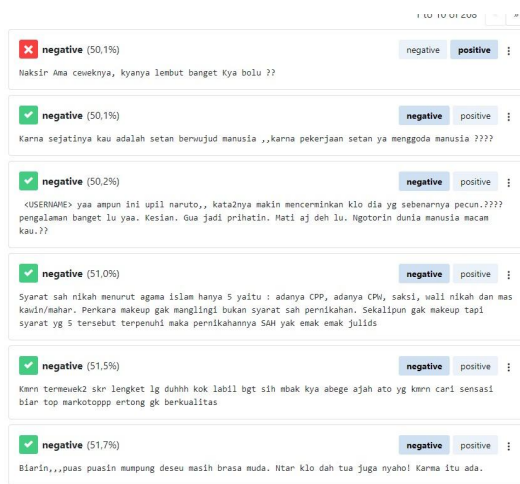 1 to 10 of 208 < »
negative (50,1%) negative positive
Naksir Ama ceweknya, kyanya lembut banget Kya bolu ??
negative (50,1%) negative positive
Karna sejatinya kau adalah setan berwujud manusia ,,karna pekerjaan setan ya menggoda manusia ????
negative (50,2%) negative positive
<USERNAME> yaa ampun ini upil naruto,, kata2nya makin mencerminkan klo dia yg sebenarnya pecun.????
pengalaman banget lu yaa. Kesian. Gua jadi prihatin. Mati aj deh lu. Ngotorin dunia manusia macam
kau.??
negative (51,0%) negative positive
Syarat sah nikah menurut agama islam hanya 5 yaitu : adanya CPP, adanya CPW, saksi, wali nikah dan mas
kawin/mahar. Perkara makeup gak manglingi bukan syarat sah pernikahan. Sekalipun gak makeup tapi
syarat yg 5 tersebut terpenuhi maka pernikahannya SAH yak emak emak julids
negative (51,5%) negative positive
Kmrn termewek2 skr lengket lg duhhh kok labil bgt sih mbak kya abege ajah ato yg kmrn cari sensasi
biar top markotoppp ertong gk berkualitas
negative (51,7%) negative positive
Biarin,,,puas puasin mumpung deseu masih brasa muda. Ntar klo dah tua juga nyaho! Karma itu ada.